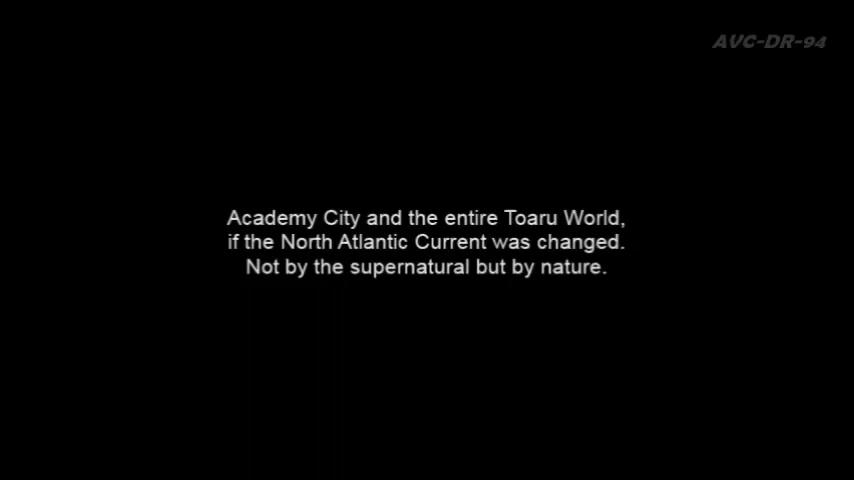 AVC-DR-94
Academy City and the entire Toaru World,
if the North Atlantic Current was changed.
Not by the supernatural but by nature.